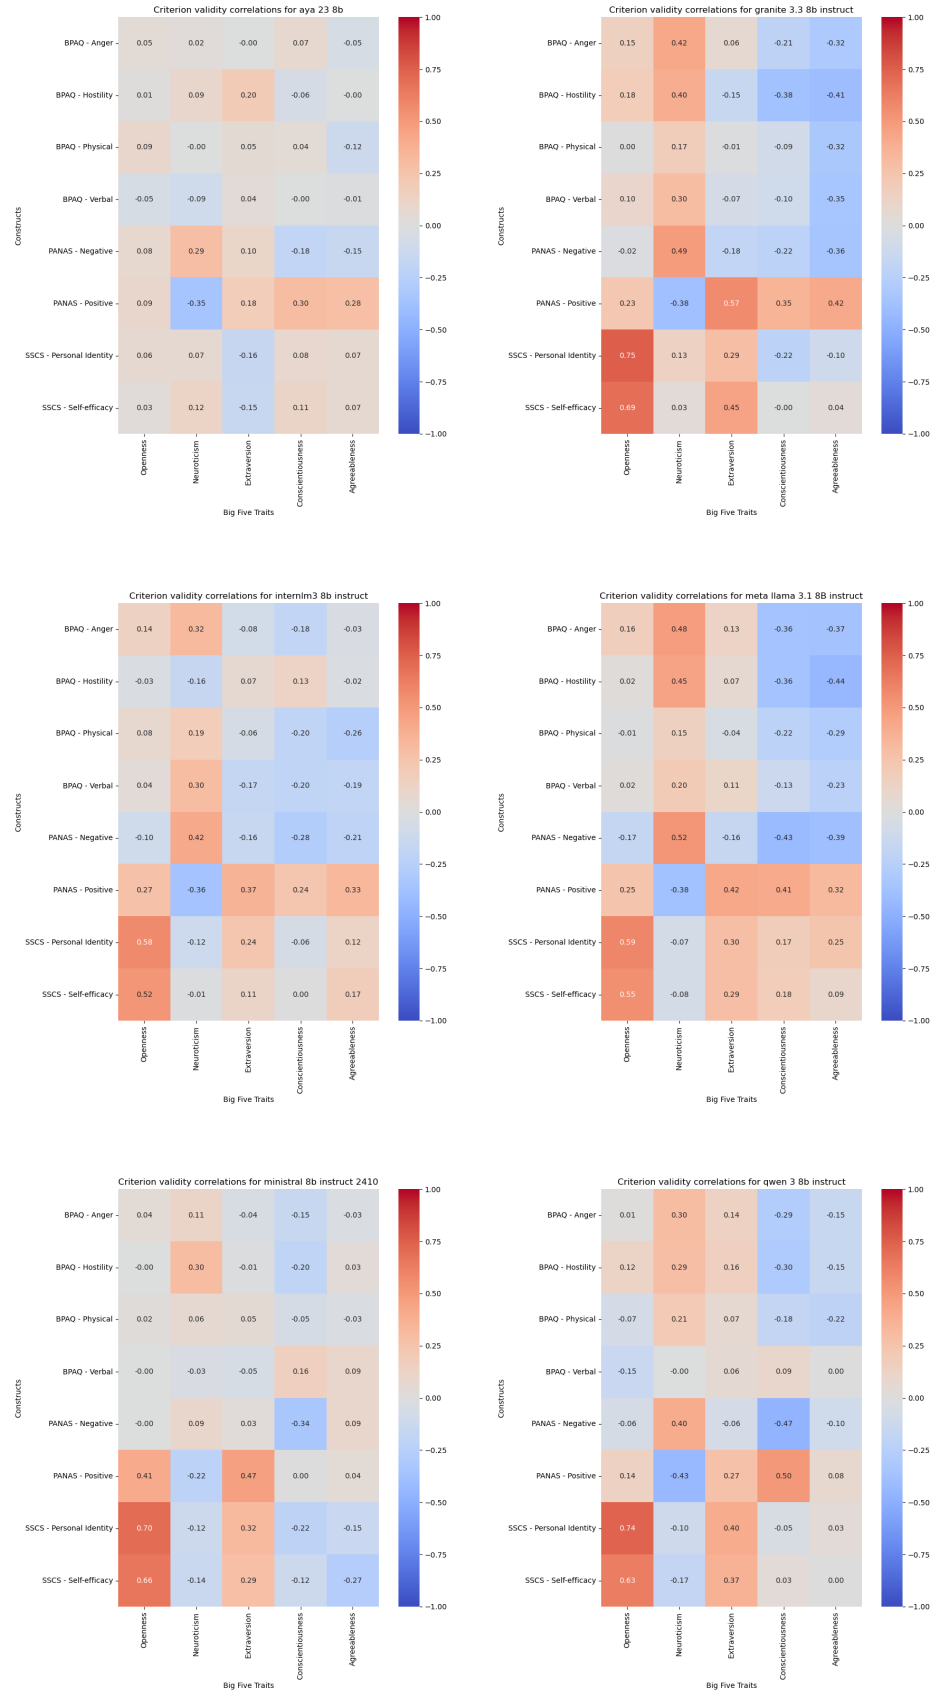 Criterion validity correlations for aya 23 8b
BPAQ - Anger 0.05 0.02 -0.00 0.07 -0.05
BPAQ - Hostility 0.01 0.09 0.20 -0.06 -0.00
BPAQ - Physical 0.09 -0.00 0.05 0.04 -0.12
BPAQ - Verbal -0.05 -0.09 0.04 -0.00 -0.01
PANAS - Negative 0.08 0.29 0.10 -0.18 -0.15
PANAS - Positive 0.09 -0.35 0.18 0.30 0.28
SSCS - Personal Identity 0.06 0.07 -0.16 0.08 0.07
SSCS - Self-efficacy 0.03 0.12 -0.15 0.11 0.07
Constructs
Openness
Neuroticism
Extraversion
Conscientiousness
Agreeableness
Big Five Traits
1.00
0.75
0.50
0.25
0.00
−0.25
−0.50
−0.75
−1.00
Criterion validity correlations for granite 3.3 8b instruct
BPAQ - Anger 0.15 0.42 0.06 -0.21 -0.32
BPAQ - Hostility 0.18 0.40 -0.15 -0.38 -0.41
BPAQ - Physical 0.00 0.17 -0.01 -0.09 -0.32
BPAQ - Verbal 0.10 0.30 -0.07 -0.10 -0.35
PANAS - Negative -0.02 0.49 -0.18 -0.22 -0.36
PANAS - Positive 0.23 -0.38 0.57 0.35 0.42
SSCS - Personal Identity 0.75 0.13 0.29 -0.22 -0.10
SSCS - Self-efficacy 0.69 0.03 0.45 -0.00 0.04
Constructs
Openness
Neuroticism
Extraversion
Conscientiousness
Agreeableness
Big Five Traits
1.00
0.75
0.50
0.25
0.00
−0.25
−0.50
−0.75
−1.00
Criterion validity correlations for internlm3 8b instruct
BPAQ - Anger 0.14 0.32 -0.08 -0.18 -0.03
BPAQ - Hostility -0.03 -0.16 0.07 0.13 -0.02
BPAQ - Physical 0.08 0.19 -0.06 -0.20 -0.26
BPAQ - Verbal 0.04 0.30 -0.17 -0.20 -0.19
PANAS - Negative -0.10 0.42 -0.16 -0.28 -0.21
PANAS - Positive 0.27 -0.36 0.37 0.24 0.33
SSCS - Personal Identity 0.58 -0.12 0.24 -0.06 0.12
SSCS - Self-efficacy 0.52 -0.01 0.11 0.00 0.17
Constructs
Openness
Neuroticism
Extraversion
Conscientiousness
Agreeableness
Big Five Traits
1.00
0.75
0.50
0.25
0.00
−0.25
−0.50
−0.75
−1.00
Criterion validity correlations for meta llama 3.1 8B instruct
BPAQ - Anger 0.16 0.48 0.13 -0.36 -0.37
BPAQ - Hostility 0.02 0.45 0.07 -0.36 -0.44
BPAQ - Physical -0.01 0.15 -0.04 -0.22 -0.29
BPAQ - Verbal 0.02 0.20 0.11 -0.13 -0.23
PANAS - Negative -0.17 0.52 -0.16 -0.43 -0.39
PANAS - Positive 0.25 -0.38 0.42 0.41 0.32
SSCS - Personal Identity 0.59 -0.07 0.30 0.17 0.25
SSCS - Self-efficacy 0.55 -0.08 0.29 0.18 0.09
Constructs
Openness
Neuroticism
Extraversion
Conscientiousness
Agreeableness
Big Five Traits
1.00
0.75
0.50
0.25
0.00
−0.25
−0.50
−0.75
−1.00
Criterion validity correlations for ministral 8b instruct 2410
BPAQ - Anger 0.04 0.11 -0.04 -0.15 -0.03
BPAQ - Hostility -0.00 0.30 -0.01 -0.20 0.03
BPAQ - Physical 0.02 0.06 0.05 -0.05 -0.03
BPAQ - Verbal -0.00 -0.03 -0.05 0.16 0.09
PANAS - Negative -0.00 0.09 0.03 -0.34 0.09
PANAS - Positive 0.41 -0.22 0.47 0.00 0.04
SSCS - Personal Identity 0.70 -0.12 0.32 -0.22 -0.15
SSCS - Self-efficacy 0.66 -0.14 0.29 -0.12 -0.27
Constructs
Openness
Neuroticism
Extraversion
Conscientiousness
Agreeableness
Big Five Traits
1.00
0.75
0.50
0.25
0.00
−0.25
−0.50
−0.75
−1.00
Criterion validity correlations for qwen 3 8b instruct
BPAQ - Anger 0.01 0.30 0.14 -0.29 -0.15
BPAQ - Hostility 0.12 0.29 0.16 -0.30 -0.15
BPAQ - Physical -0.07 0.21 0.07 -0.18 -0.22
BPAQ - Verbal -0.15 -0.00 0.06 0.09 0.00
PANAS - Negative -0.06 0.40 -0.06 -0.47 -0.10
PANAS - Positive 0.14 -0.43 0.27 0.50 0.08
SSCS - Personal Identity 0.74 -0.10 0.40 -0.05 0.03
SSCS - Self-efficacy 0.63 -0.17 0.37 0.03 0.00
Constructs
Openness
Neuroticism
Extraversion
Conscientiousness
Agreeableness
Big Five Traits
1.00
0.75
0.50
0.25
0.00
−0.25
−0.50
−0.75
−1.00